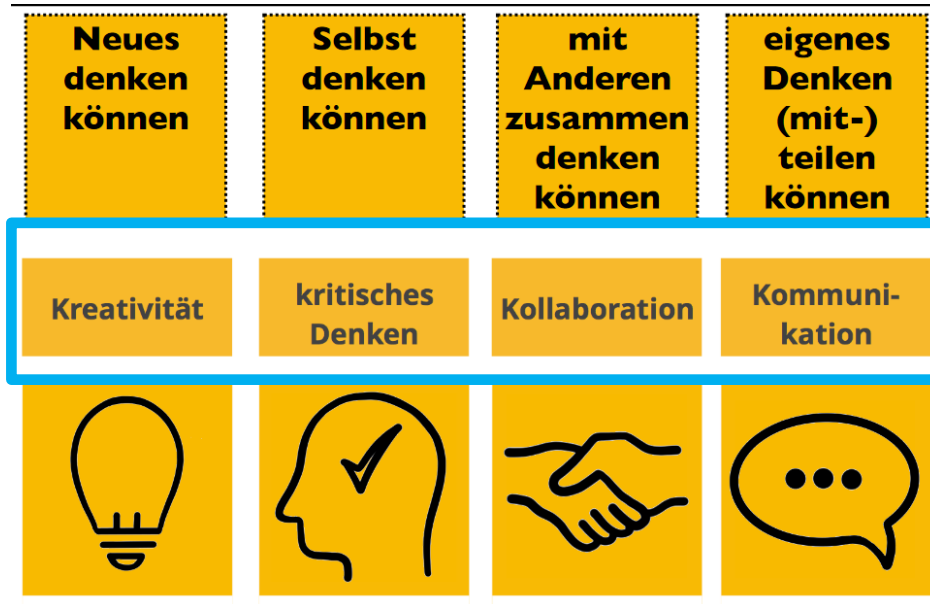 Neues
denken
können
Selbst
denken
können
mit
Anderen
zusammen
denken
können
eigenes
Denken
(mit-)
teilen
können
Kreativität
kritisches
Denken
Kollaboration
Kommuni-
kation